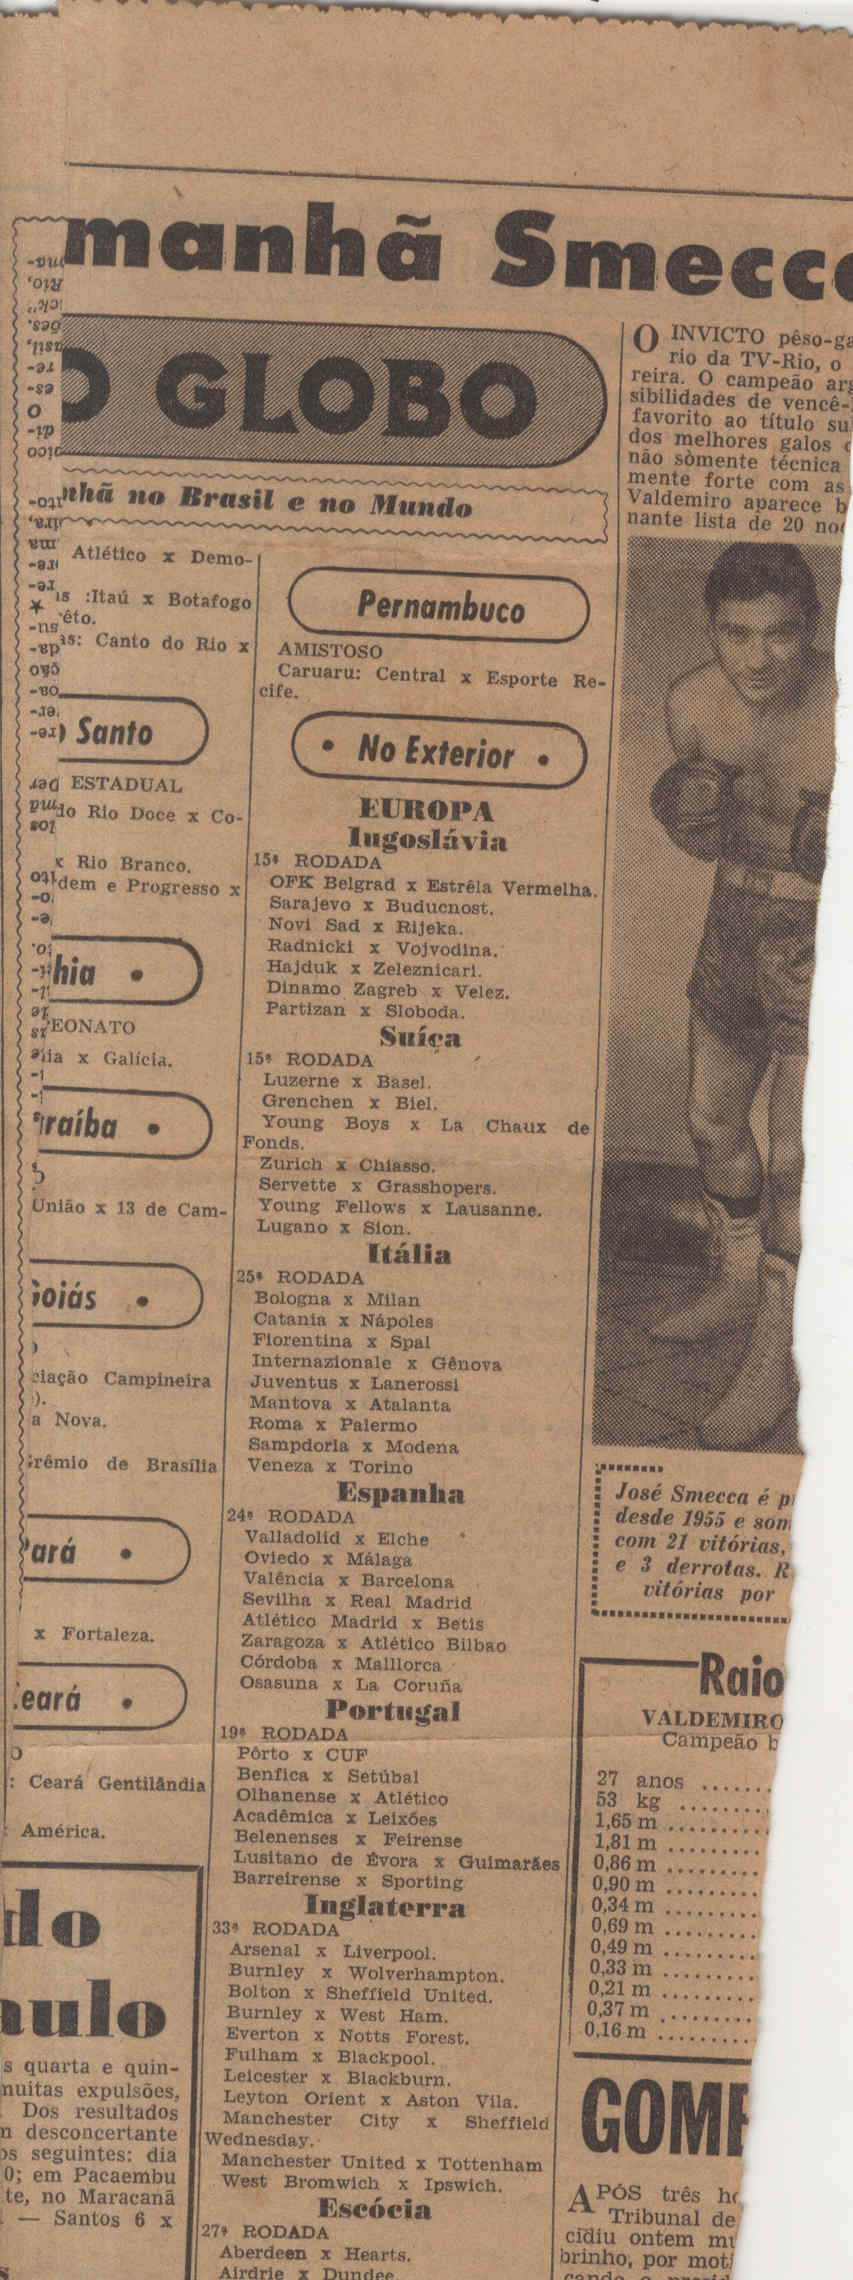 manhã Smecc
O GLOBO
nhã no Brasil e no Mundo
Atlético x Demo-
:Itaú x Botafogo
Canto do Rio x
Santo
ESTADUAL
do Rio Doce x Co-
x Rio Branco.
dem e Progresso x
hia •
EONATO
x Galícia.
raíba •
União x 13 de Cam-
oiás •
ciação Campineira
).
a Nova.
rêmio de Brasília
ará •
x Fortaleza.
eará •
: Ceará Gentilândia
: América.
do
aulo
s quarta e quin-
muitas expulsões,
. Dos resultados
n desconcertante
os seguintes: dia
0; em Pacaembu
te, no Maracanã
. — Santos 6 x
Pernambuco
AMISTOSO
Caruaru: Central x Esporte Re-
cife.
• No Exterior •
EUROPA
Iugoslávia
15ª RODADA
OFK Belgrad x Estrêla Vermelha.
Sarajevo x Buducnost.
Novi Sad x Rijeka.
Radnicki x Vojvodina.
Hajduk x Zeleznicari.
Dinamo Zagreb x Velez.
Partizan x Sloboda.
Suíça
15ª RODADA
Luzerne x Basel.
Grenchen x Biel.
Young Boys x La Chaux de
Fonds.
Zurich x Chiasso.
Servette x Grasshopers.
Young Fellows x Lausanne.
Lugano x Sion.
Itália
25ª RODADA
Bologna x Milan
Catania x Nápoles
Fiorentina x Spal
Internazionale x Gênova
Juventus x Lanerossi
Mantova x Atalanta
Roma x Palermo
Sampdoria x Modena
Veneza x Torino
Espanha
24ª RODADA
Valladolid x Elche
Oviedo x Málaga
Valência x Barcelona
Sevilha x Real Madrid
Atlético Madrid x Betis
Zaragoza x Atlético Bilbao
Córdoba x Malllorca
Osasuna x La Coruña
Portugal
19ª RODADA
Pôrto x CUF
Benfica x Setúbal
Olhanense x Atlético
Acadêmica x Leixões
Belenenses x Feirense
Lusitano de Évora x Guimarães
Barreirense x Sporting
Inglaterra
33ª RODADA
Arsenal x Liverpool.
Burnley x Wolverhampton.
Bolton x Sheffield United.
Burnley x West Ham.
Everton x Notts Forest.
Fulham x Blackpool.
Leicester x Blackburn.
Leyton Orient x Aston Vila.
Manchester City x Sheffield
Wednesday.
Manchester United x Tottenham
West Bromwich x Ipswich.
Escócia
27ª RODADA
Aberdeen x Hearts.
Airdrie x Dundee.
O INVICTO pêso-ga
rio da TV-Rio, o
reira. O campeão arg
sibilidades de vencê-
favorito ao título su
dos melhores galos
não sòmente técnica
mente forte com as
Valdemiro aparece b
nante lista de 20 no
José Smecca é p
desde 1955 e som
com 21 vitórias,
e 3 derrotas. R
vitórias por
Raio
VALDEMIRO
Campeão b
27 anos .......
53 kg .........
1,65 m ..........
1,81 m ..........
0,86 m ..........
0,90 m ..........
0,34 m ..........
0,69 m ..........
0,49 m ..........
0,33 m ..........
0,21 m ..........
0,37 m ..........
0,16 m ..........
GOME
APÓS três ho
Tribunal de
cidiu ontem mu
brinho, por moti